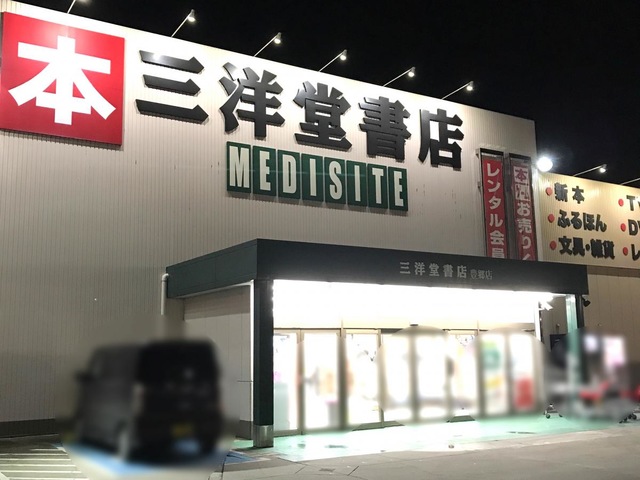 本
三洋堂書店
MEDISITE
レンタル会員
本
お売り
新本
ふるほん
文具・雑貨
三洋堂書店